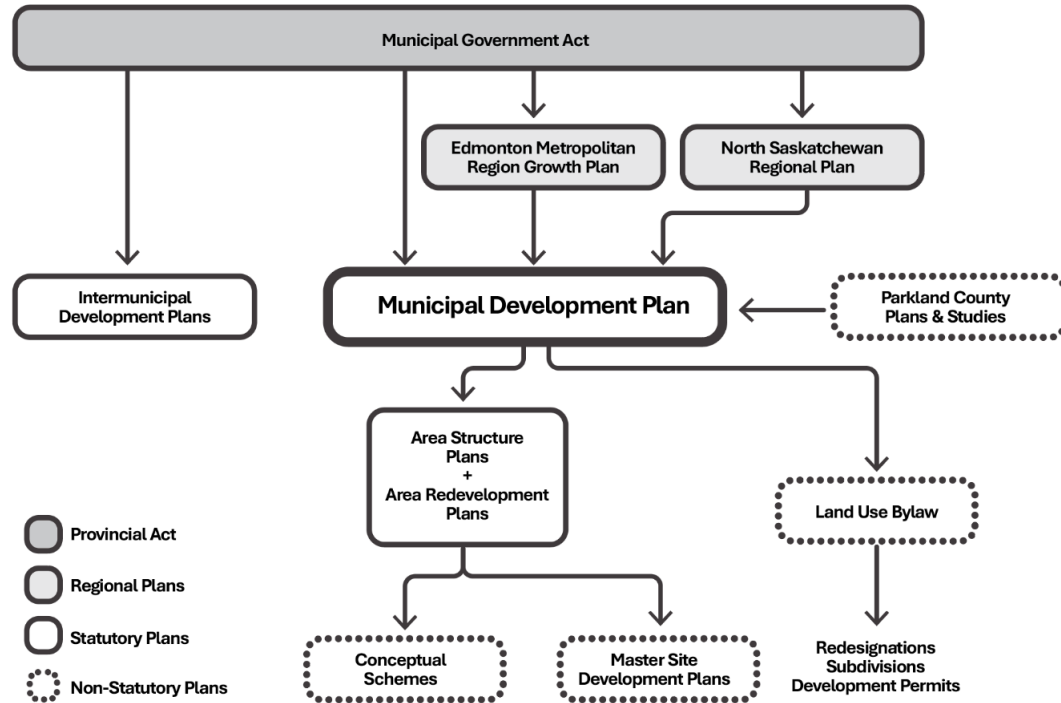 Municipal Government Act
Edmonton Metropolitan
Region Growth Plan
North Saskatchewan
Regional Plan
Intermunicipal
Development Plans
Municipal Development Plan
Parkland County
Plans & Studies
Area Structure
Plans
+
Area Redevelopment
Plans
Land Use Bylaw
Provincial Act
Regional Plans
Statutory Plans
Non-Statutory Plans
Conceptual
Schemes
Master Site
Development Plans
Redesignations
Subdivisions
Development Permits